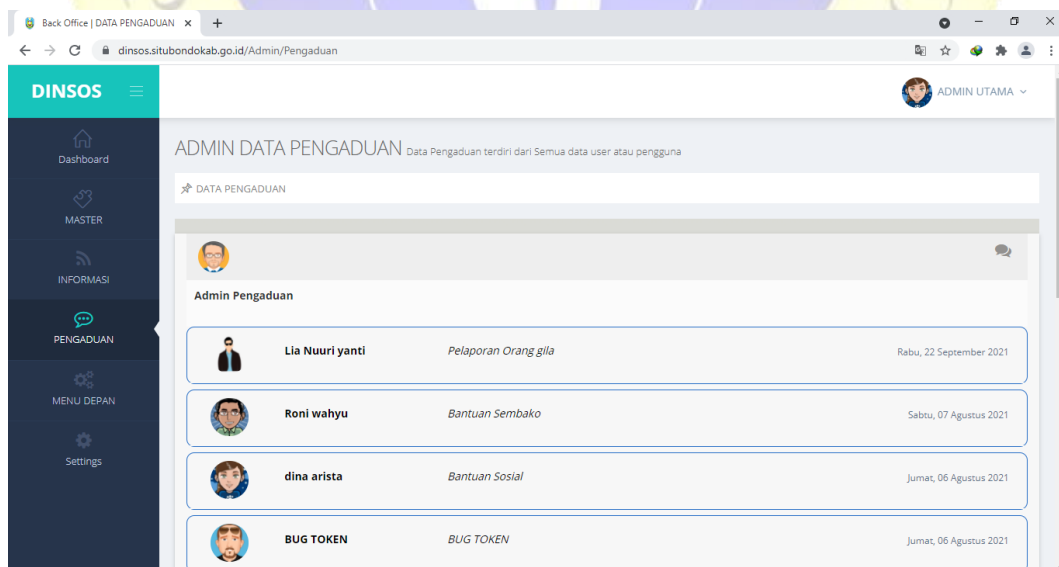 Back Office | DATA PENGADUAN
dinsos.situbondokab.go.id/Admin/Pengaduan
DINSOS
ADMIN UTAMA
Dashboard
MASTER
INFORMASI
PENGADUAN
MENU DEPAN
Settings
ADMIN DATA PENGADUAN Data Pengaduan terdiri dari Semua data user atau pengguna
DATA PENGADUAN
Admin Pengaduan
Lia Nuuri yanti Pelaporan Orang gila Rabu, 22 September 2021
Roni wahyu Bantuan Sembako Sabtu, 07 Agustus 2021
dina arista Bantuan Sosial Jumat, 06 Agustus 2021
BUG TOKEN BUG TOKEN Jumat, 06 Agustus 2021